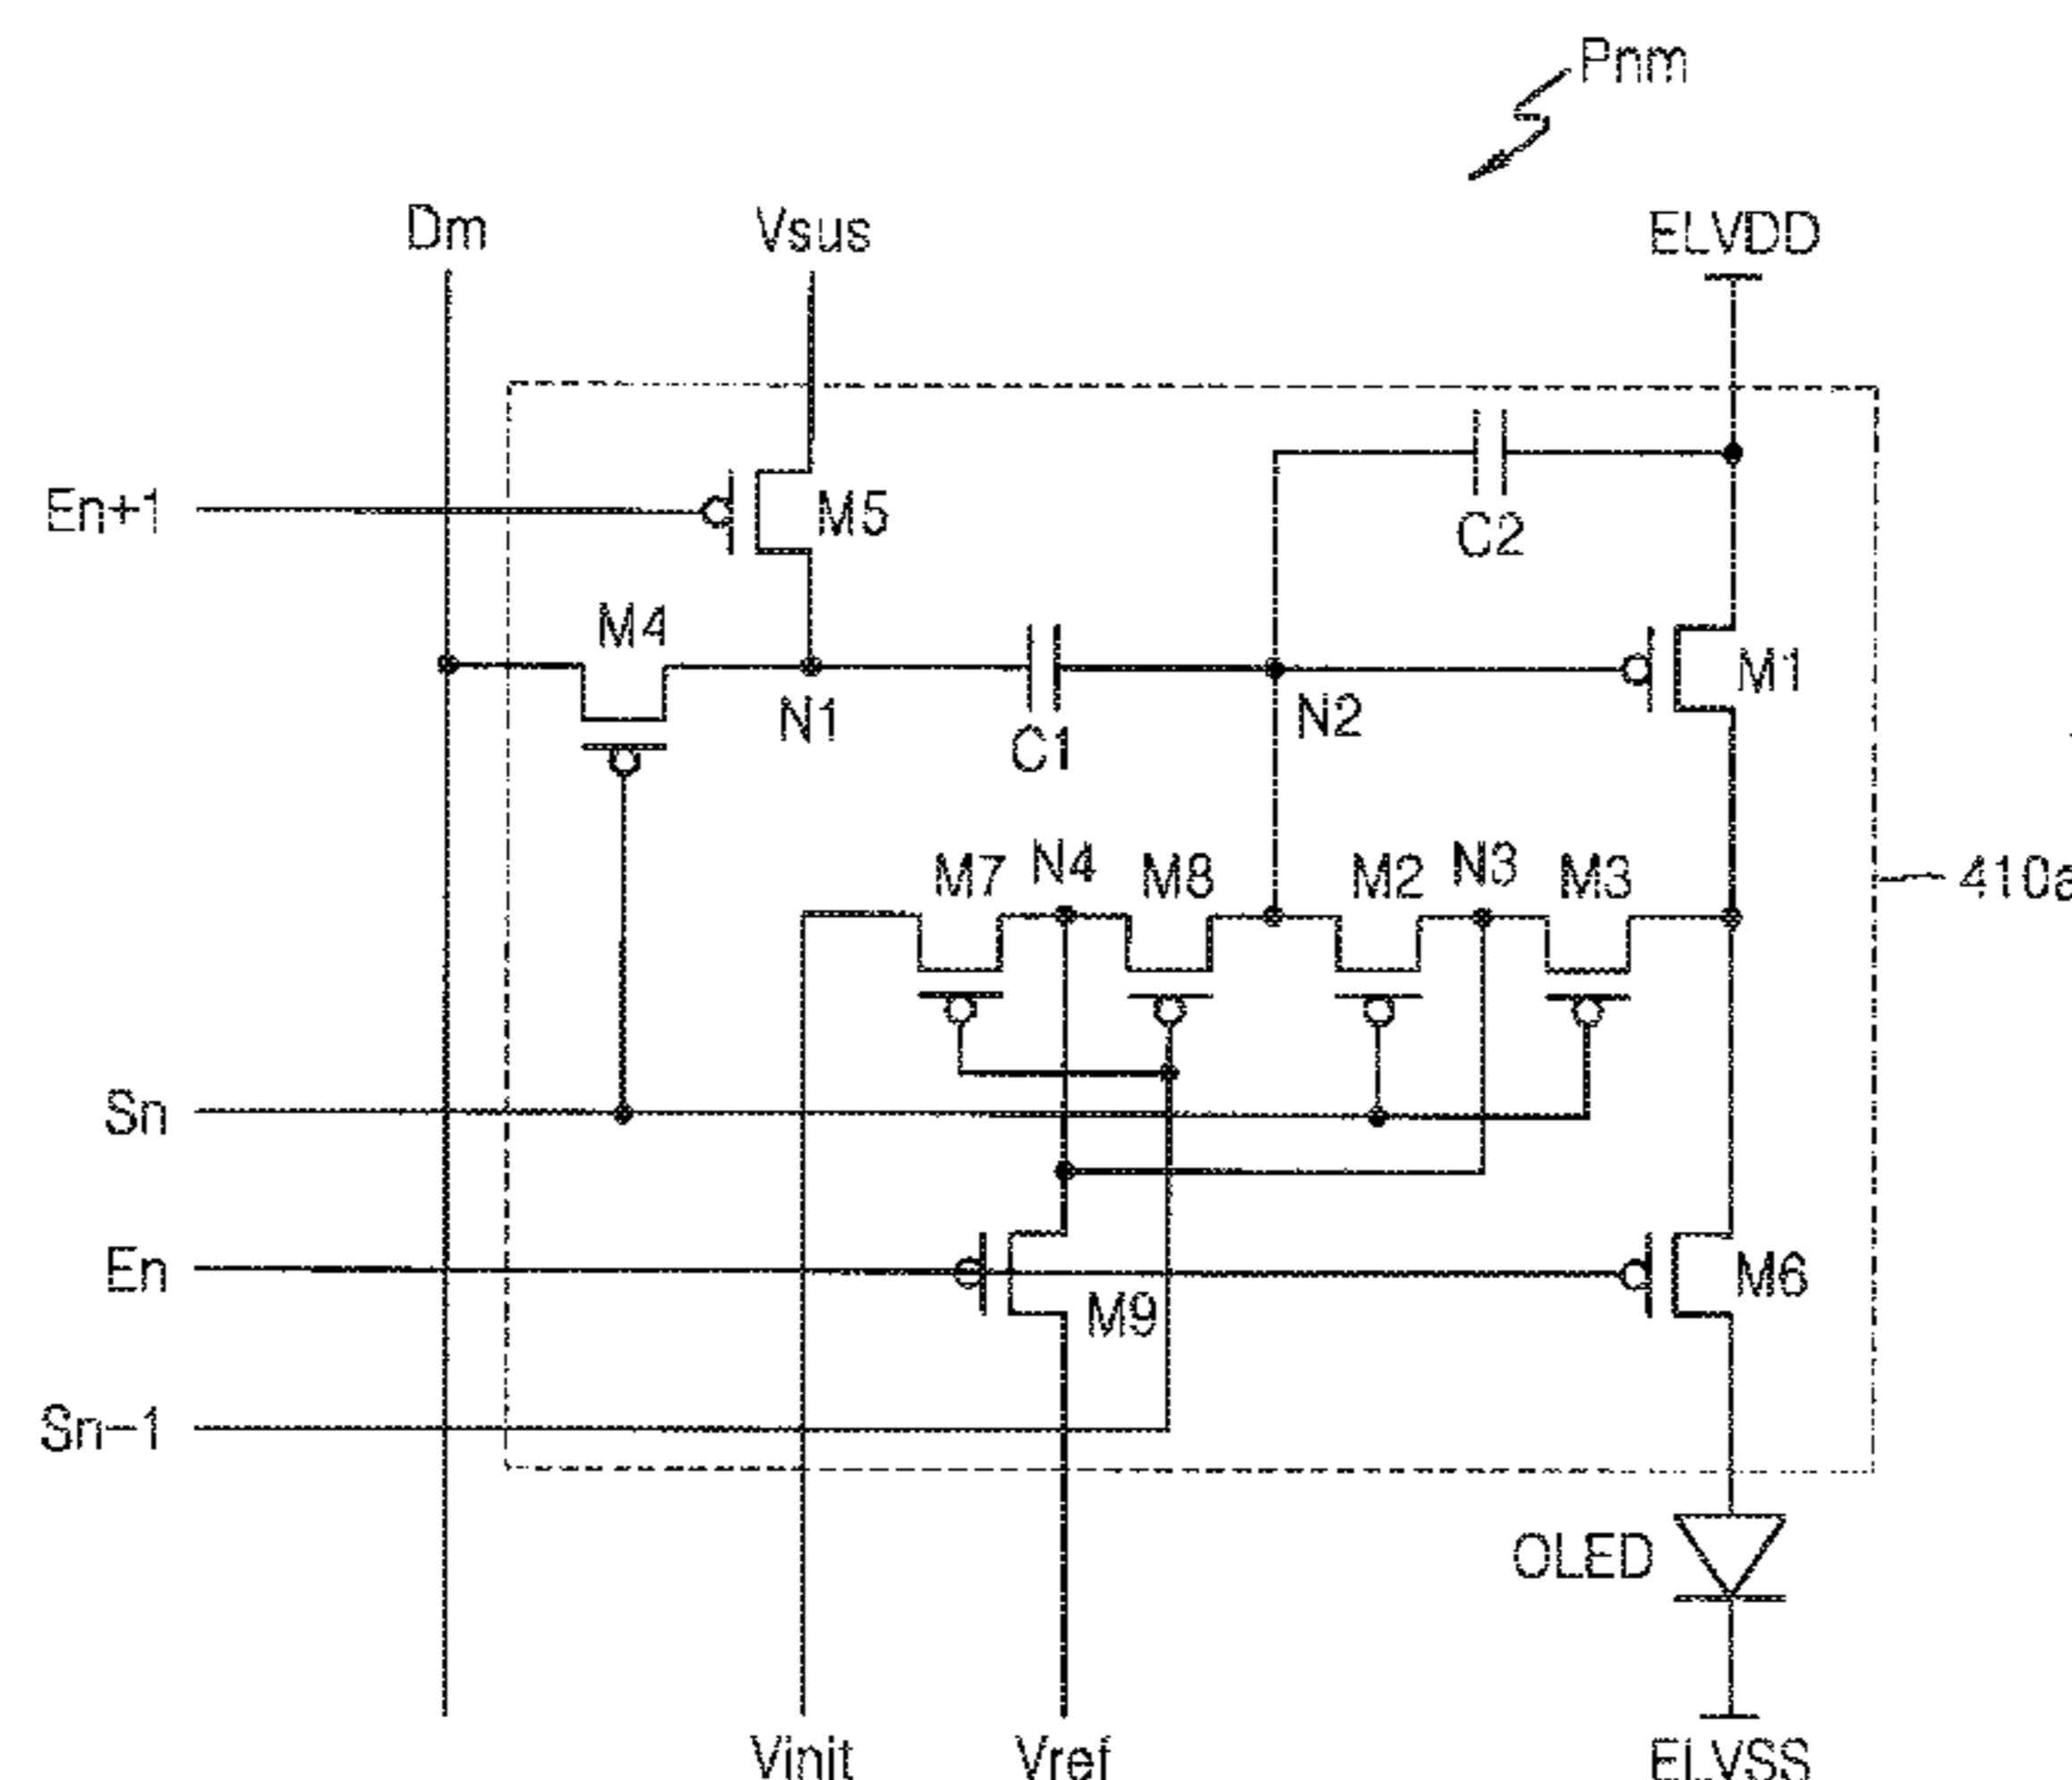 Pnm
Dm Vsus ELVDD
En+1 M5 C2
M4 M1
N1 C1 N2
M7 N4 M8 M2 N3 M3 410a
Sn
En M9 M6
Sn-1
OLED
Vinit Vref ELVSS